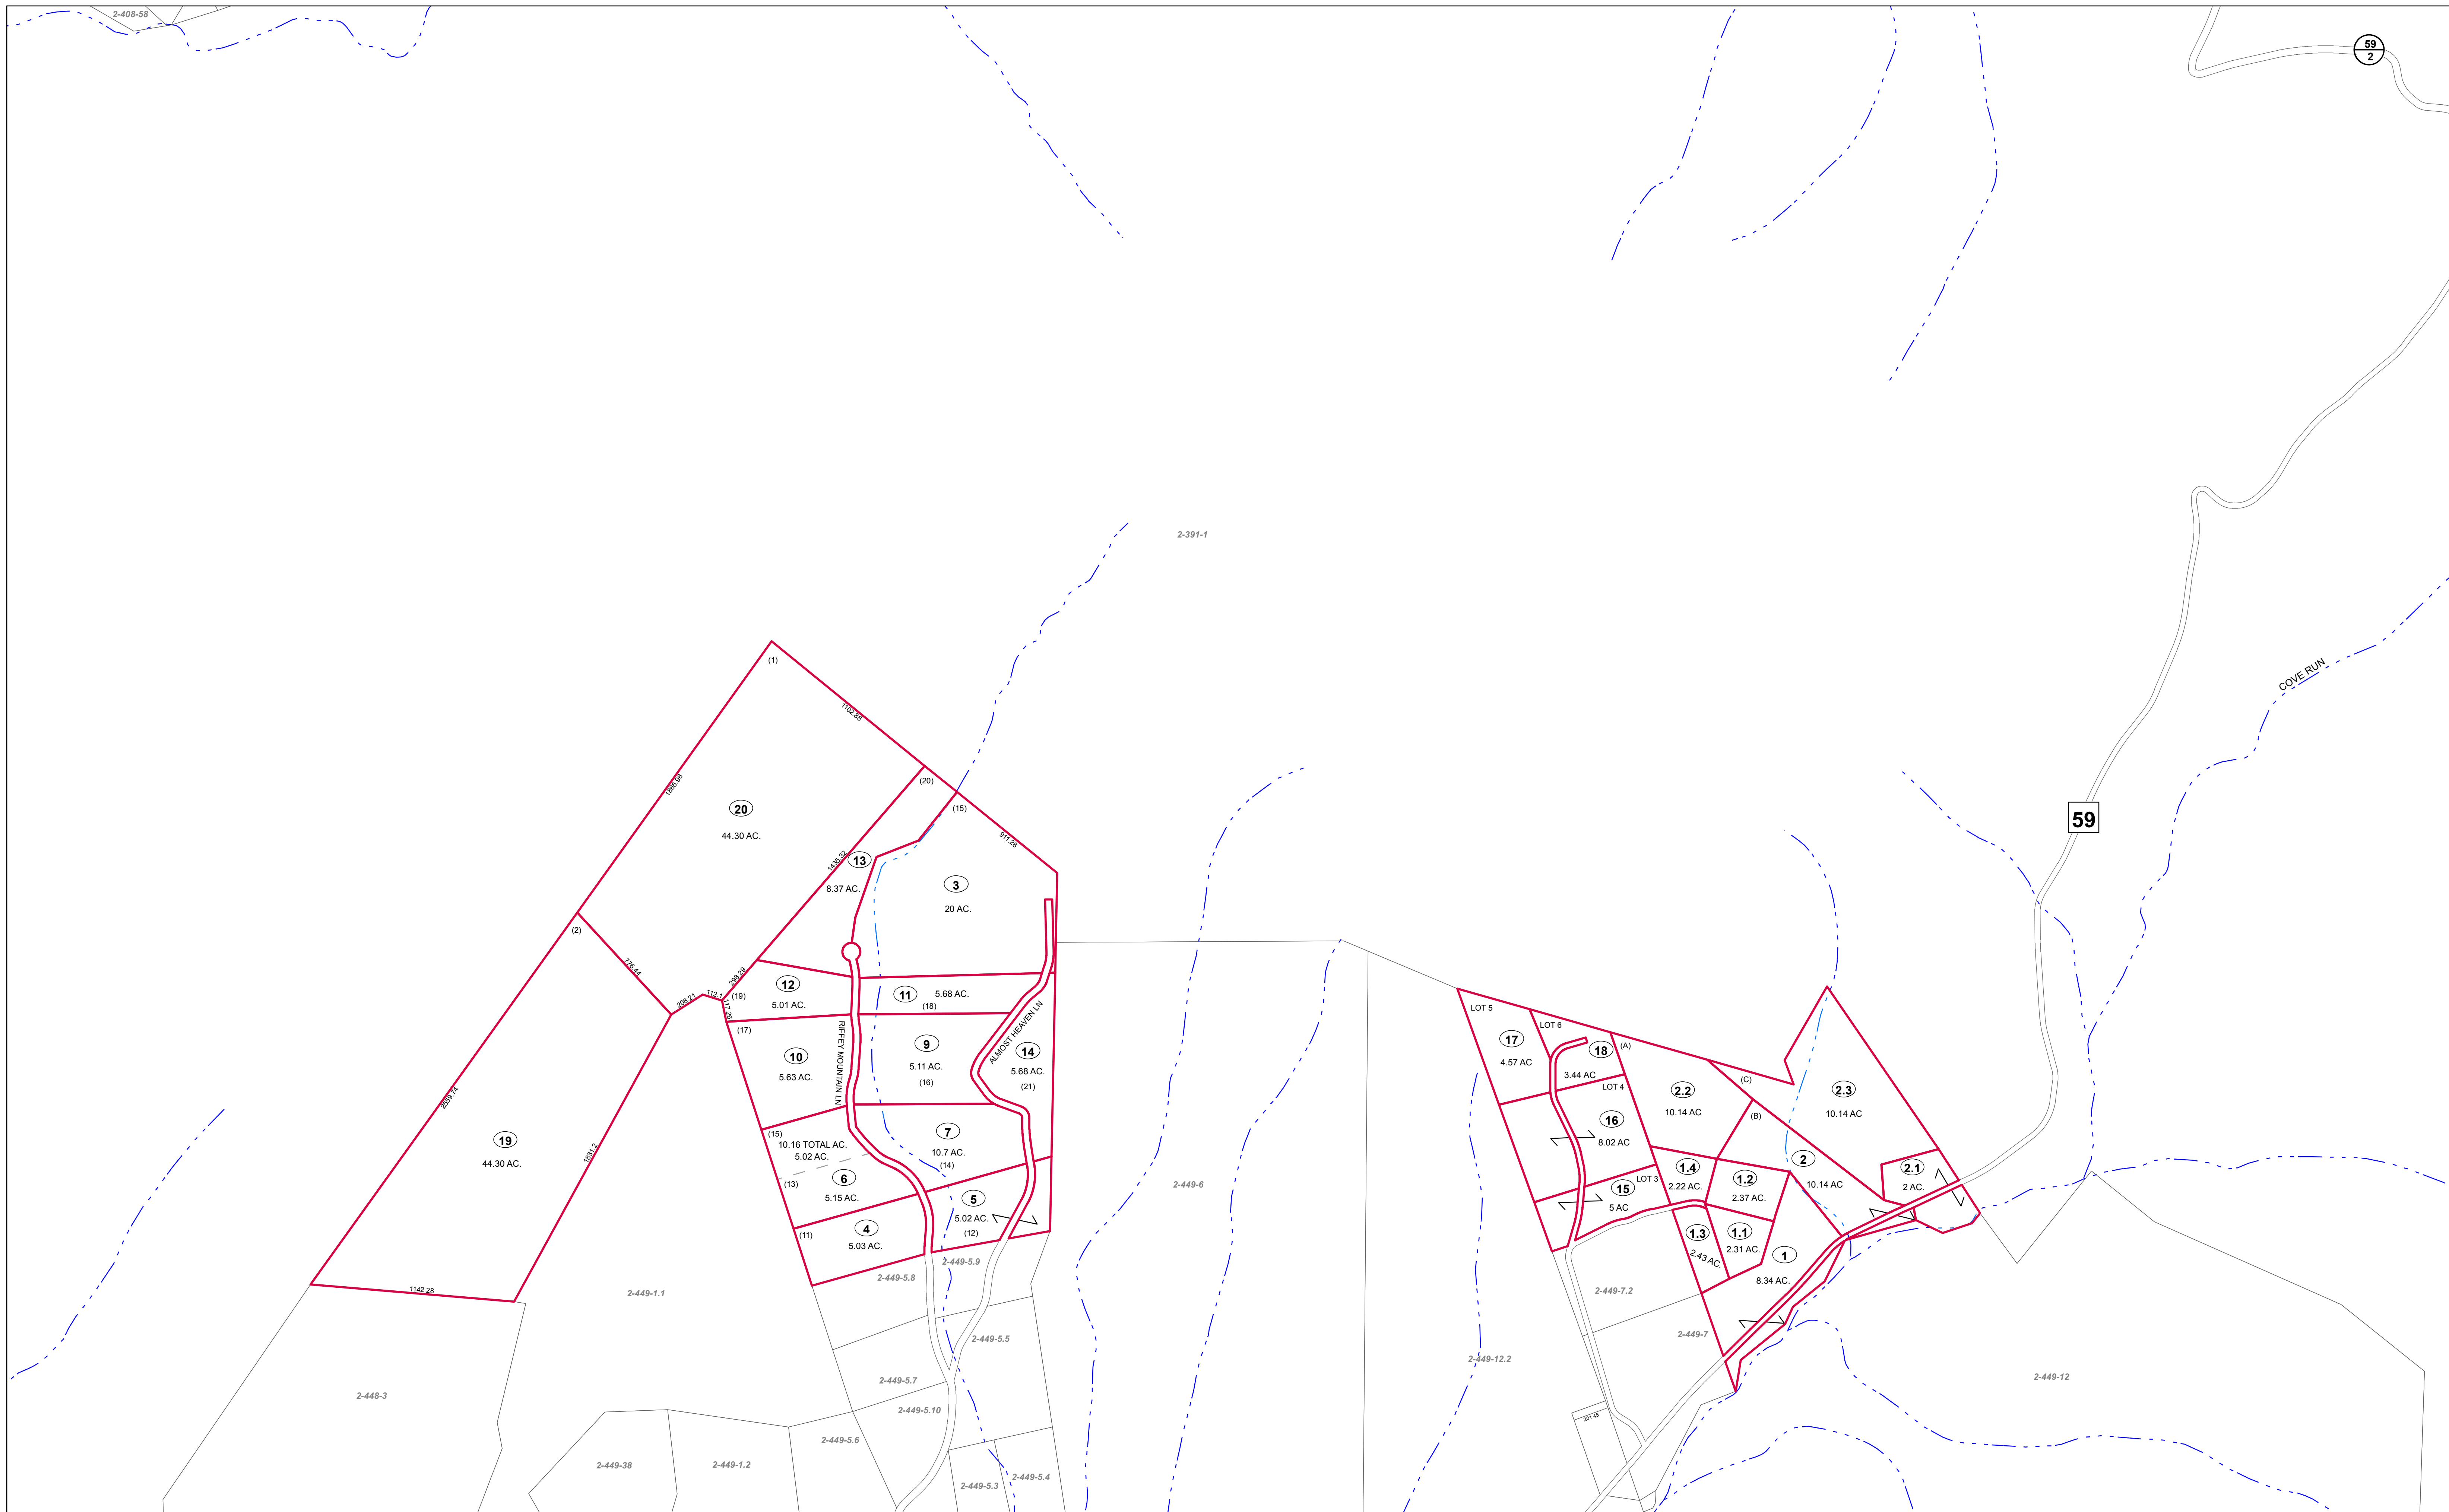 2-408-58
59
2
2-391-1
COVE RUN
(1)
1102.88
1865.96
(20)
20
44.30 AC.
(15)
911.28
59
1435.32
13
8.37 AC.
3
20 AC.
(2)
776.44
298.29
12
5.01 AC.
11
5.68 AC.
(18)
208.21
112.1
(19)
117.26
(17)
RIFFEY MOUNTAIN LN
ALMOST HEAVEN LN
10
5.63 AC.
9
5.11 AC.
(16)
14
5.68 AC.
(21)
LOT 5
17
4.57 AC
LOT 6
18
3.44 AC
(A)
LOT 4
2.2
10.14 AC
(C)
(B)
2.3
10.14 AC
16
8.02 AC
2559.74
19
44.30 AC.
1831.2
(15)
10.16 TOTAL AC.
5.02 AC.
(13)
6
5.15 AC.
7
10.7 AC.
(14)
2-449-6
LOT 3
15
5 AC
1.4
2.22 AC.
1.2
2.37 AC.
2
10.14 AC
2.1
2 AC.
(11)
4
5.03 AC.
5
5.02 AC.
(12)
1.3
2.43 AC.
1.1
2.31 AC.
1
8.34 AC.
1142.28
2-449-1.1
2-449-5.8
2-449-5.9
2-449-7.2
2-449-5.5
2-449-7
2-449-12.2
2-448-3
2-449-5.7
2-449-12
2-449-5.10
201.45
2-449-5.6
2-449-38
2-449-1.2
2-449-5.3
2-449-5.4